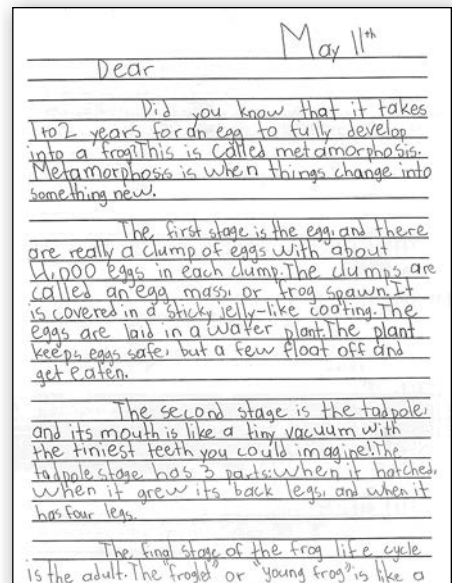 May 11th
Dear
Did you know that it takes
1 to 2 years for an egg to fully develop
into a frog? This is called metamorphosis.
Metamorphosis is when things change into
something new.
The first stage is the egg, and there
are really a clump of eggs with about
4,000 eggs in each clump. The clumps are
called an egg mass, or frog spawn. It
is covered in a sticky jelly-like coating. The
eggs are laid in a water plant. The plant
keeps eggs safe, but a few float off and
get eaten.
The second stage is the tadpole,
and its mouth is like a tiny vacuum with
the tiniest teeth you could imagine! The
tadpole stage has 3 parts: when it hatched,
when it grew its back legs, and when it
has four legs.
The final stage of the frog life cycle
is the adult. The "froglet" or "young frog" is like a